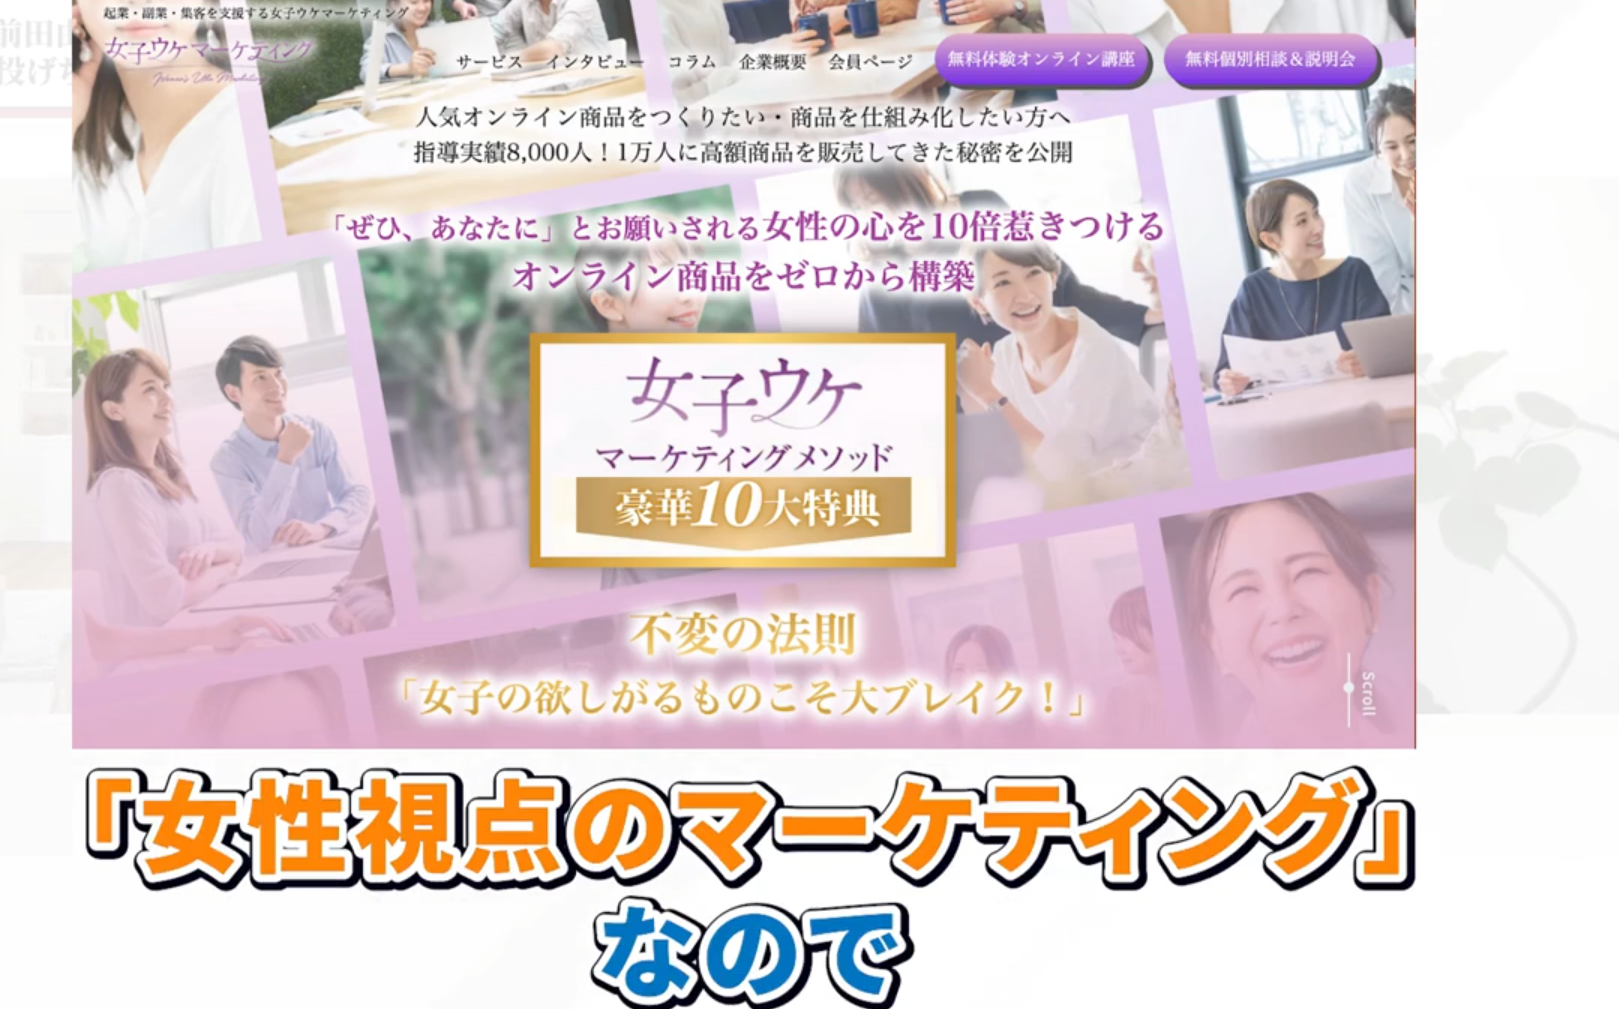 起業・副業・集客を支援する女子ウケマーケティング
女子ウケマーケティング
サービス インタビュー コラム 企業概要 会員ページ 無料体験オンライン講座 無料個別相談&説明会
人気オンライン商品をつくりたい・商品を仕組み化したい方へ
指導実績8,000人！1万人に高額商品を販売してきた秘密を公開
「ぜひ、あなたに」とお願いされる女性の心を10倍惹きつける
オンライン商品をゼロから構築
女子ウケ
マーケティングメソッド
豪華10大特典
不変の法則
「女子の欲しがるものこそ大ブレイク！」
Scroll
「女性視点のマーケティング」
なので